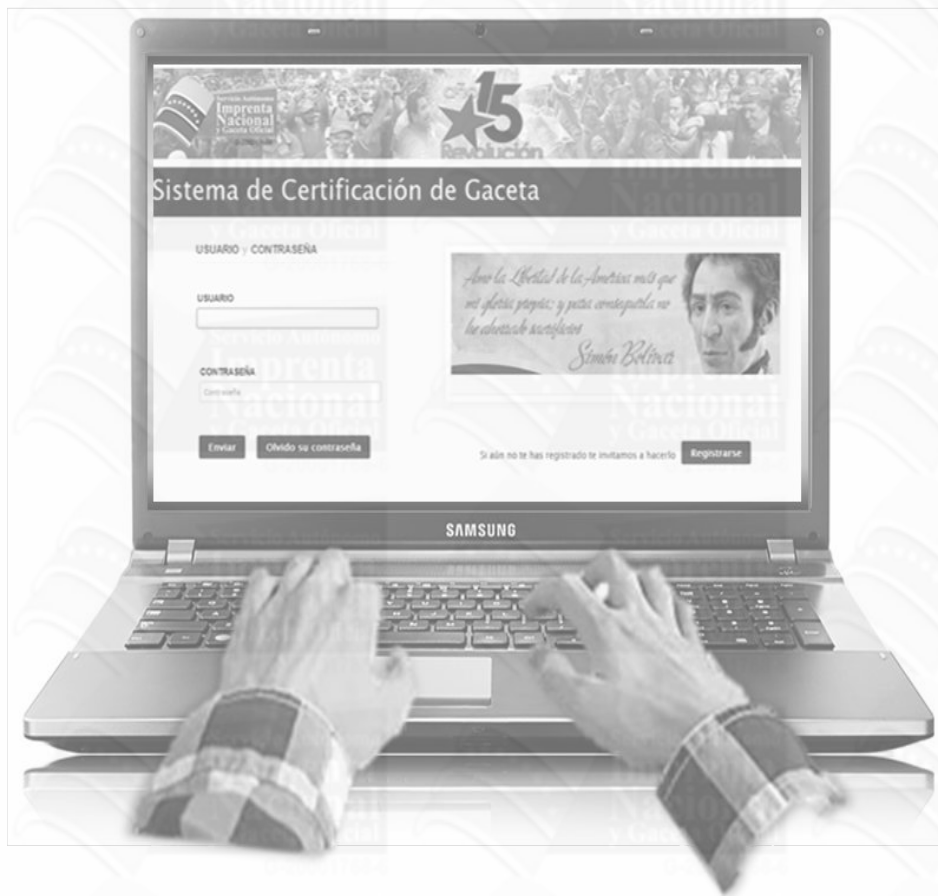 Servicio Autónomo
Imprenta
Nacional
y Gaceta Oficial
15
Revolución
Sistema de Certificación de Gaceta
USUARIO y CONTRASEÑA
USUARIO
CONTRASEÑA
Contraseña
Enviar
Olvido su contraseña
Amo la Libertad de la América más que
mi gloria propia; y para conseguirla no
he ahorrado sacrificios
Simón Bolívar
Si aún no te has registrado te invitamos a hacerlo
Registrarse
SAMSUNG